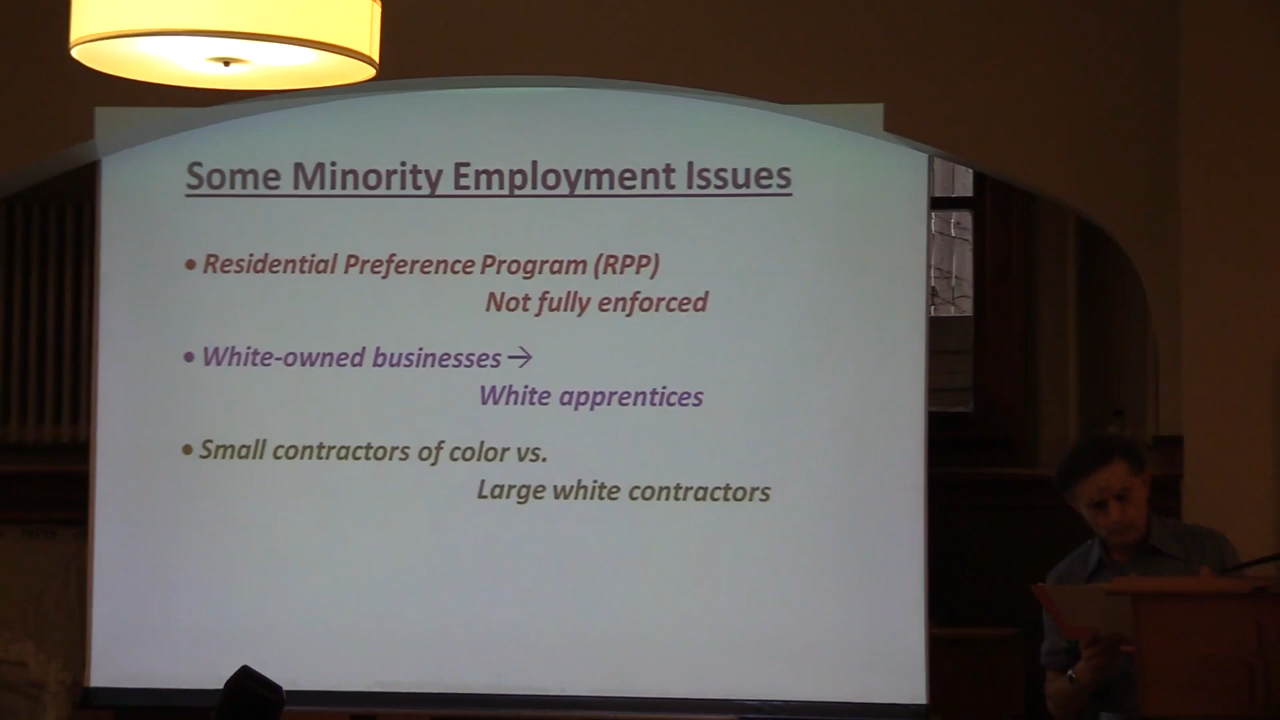 Some Minority Employment Issues
• Residential Preference Program (RPP)
Not fully enforced
• White-owned businesses →
White apprentices
• Small contractors of color vs.
Large white contractors